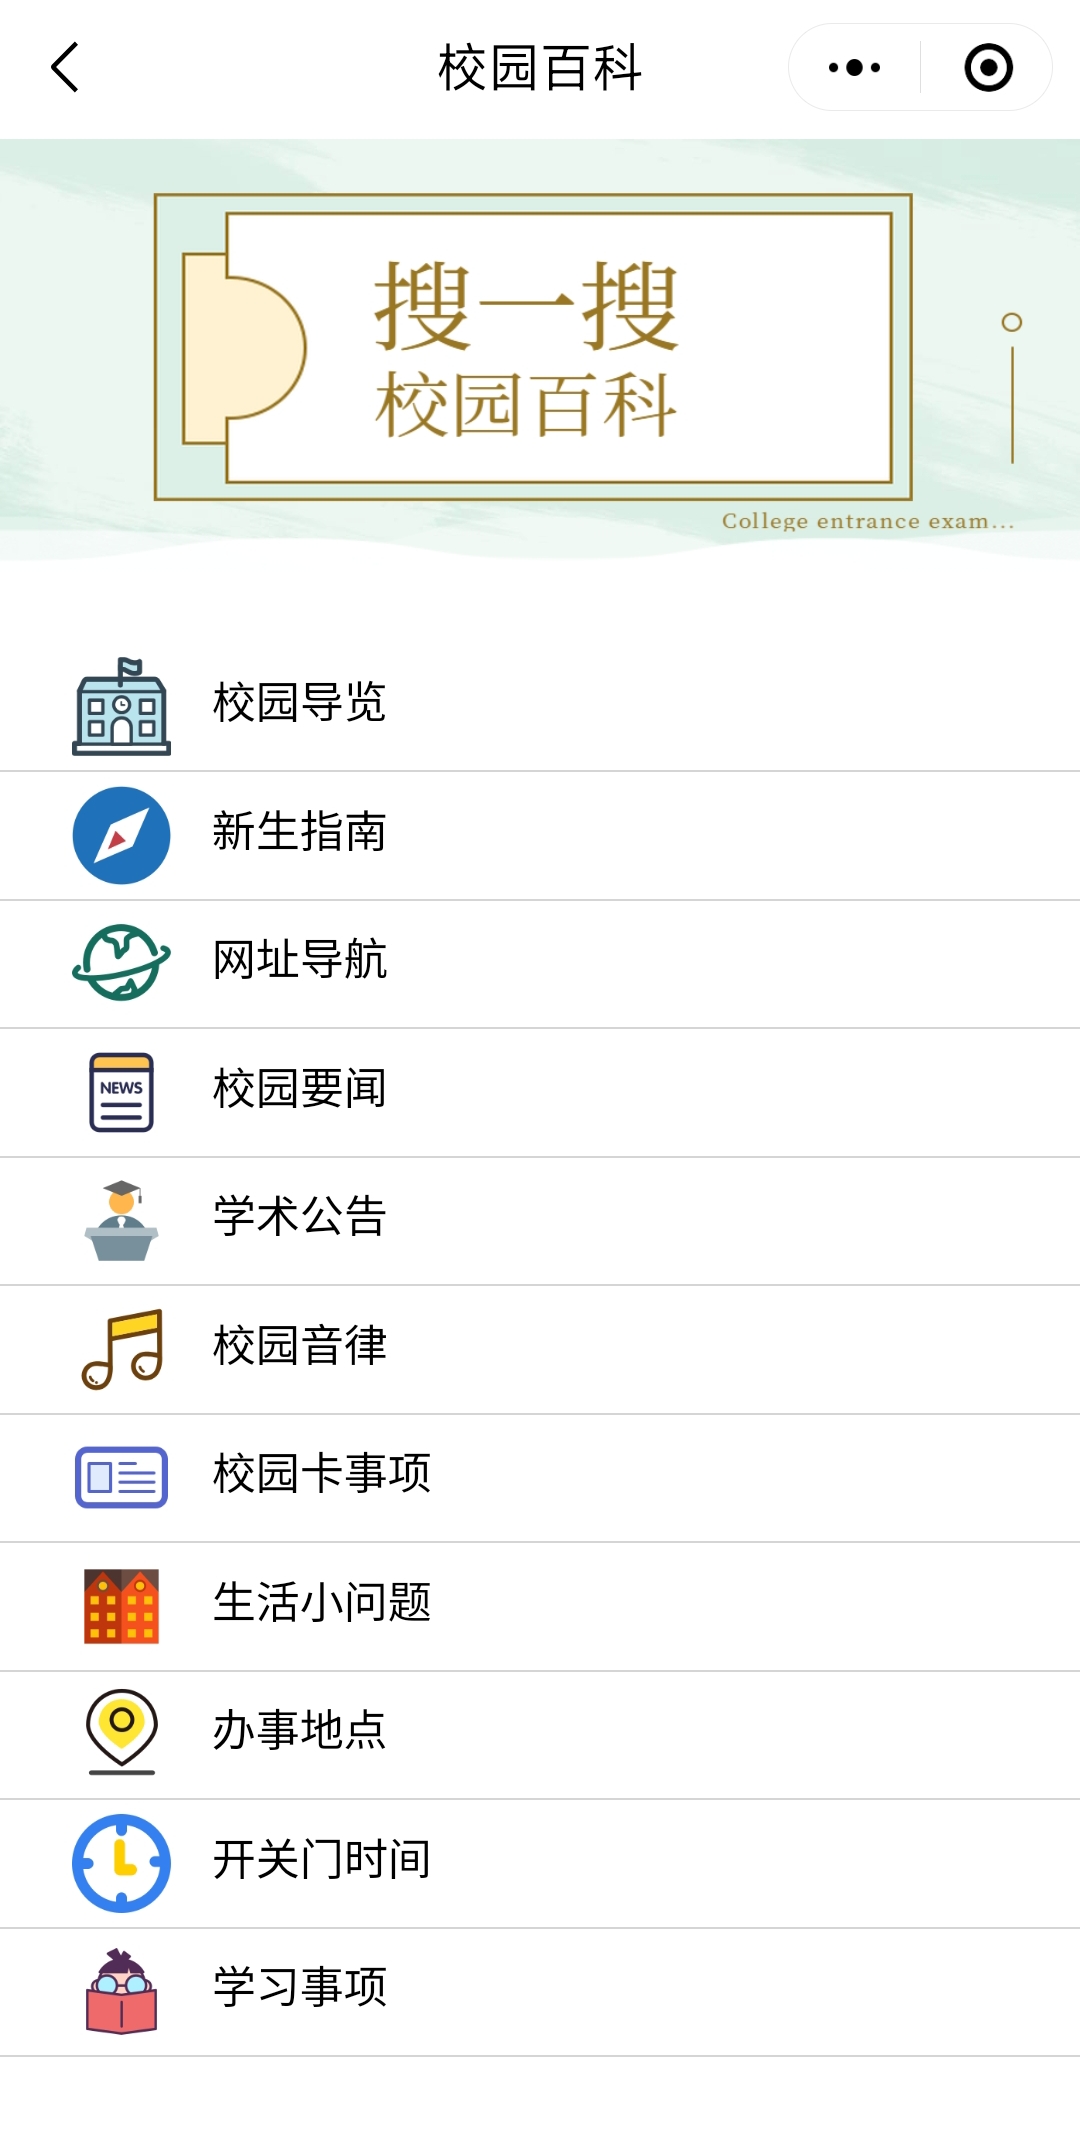 校园百科
搜一搜
校园百科
College entrance exam...
校园导览
新生指南
网址导航
NEWS
校园要闻
学术公告
校园音律
校园卡事项
生活小问题
办事地点
开关门时间
学习事项